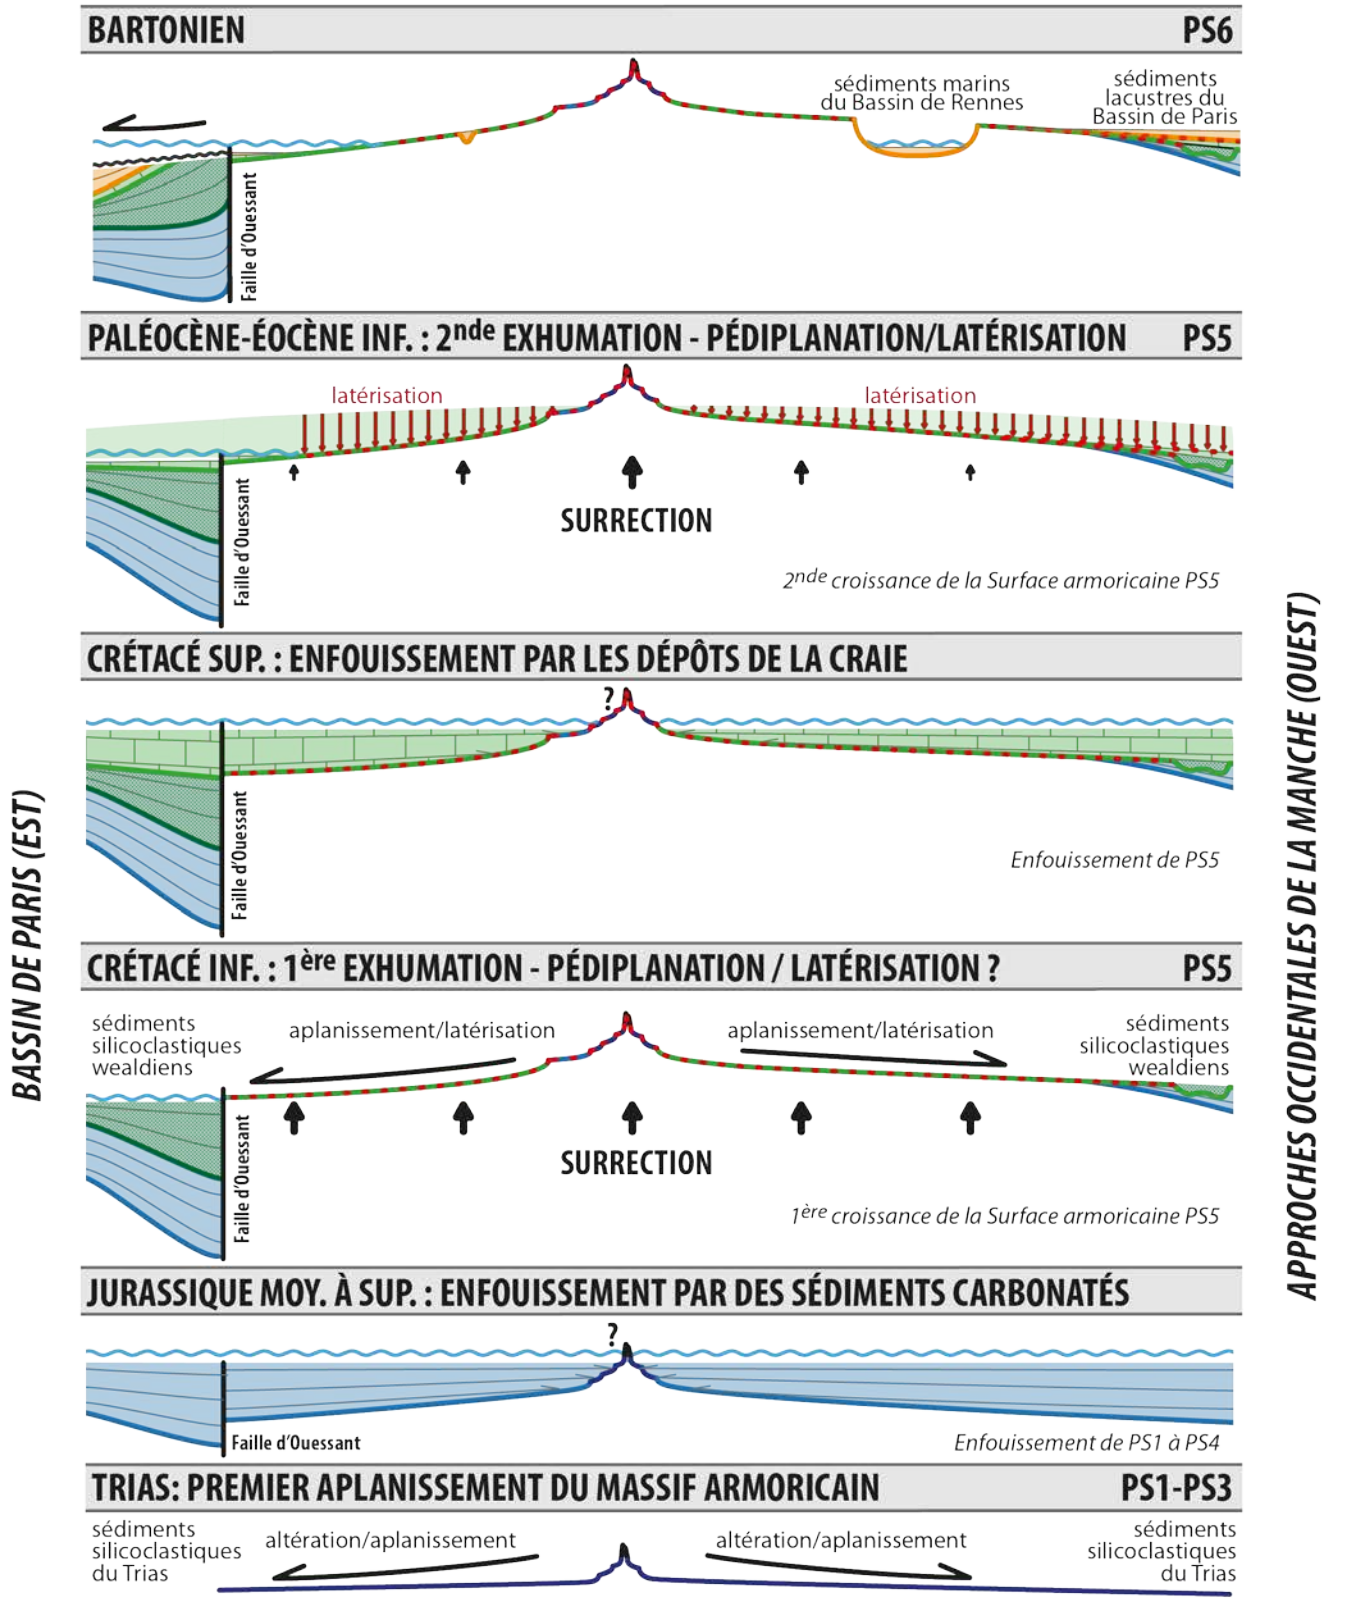 BARTONIEN PS6
sédiments marins
du Bassin de Rennes
sédiments
lacustres du
Bassin de Paris
Faille d'Ouessant
PALÉOCÈNE-ÉOCÈNE INF. : 2nde EXHUMATION - PÉDIPLANATION/LATÉRISATION PS5
latérisation
latérisation
Faille d'Ouessant
SURRECTION
2nde croissance de la Surface armoricaine PS5
CRÉTACÉ SUP. : ENFOUISSEMENT PAR LES DÉPÔTS DE LA CRAIE
?
Faille d'Ouessant
Enfouissement de PS5
CRÉTACÉ INF. : 1ère EXHUMATION - PÉDIPLANATION / LATÉRISATION ? PS5
sédiments
silicoclastiques
wealdiens
aplanissement/latérisation
aplanissement/latérisation
sédiments
silicoclastiques
wealdiens
Faille d'Ouessant
SURRECTION
1ère croissance de la Surface armoricaine PS5
JURASSIQUE MOY. À SUP. : ENFOUISSEMENT PAR DES SÉDIMENTS CARBONATÉS
?
Faille d'Ouessant
Enfouissement de PS1 à PS4
TRIAS: PREMIER APLANISSEMENT DU MASSIF ARMORICAIN PS1-PS3
sédiments
silicoclastiques
du Trias
altération/aplanissement
altération/aplanissement
sédiments
silicoclastiques
du Trias
BASSIN DE PARIS (EST)
APPROCHES OCCIDENTALES DE LA MANCHE (OUEST)